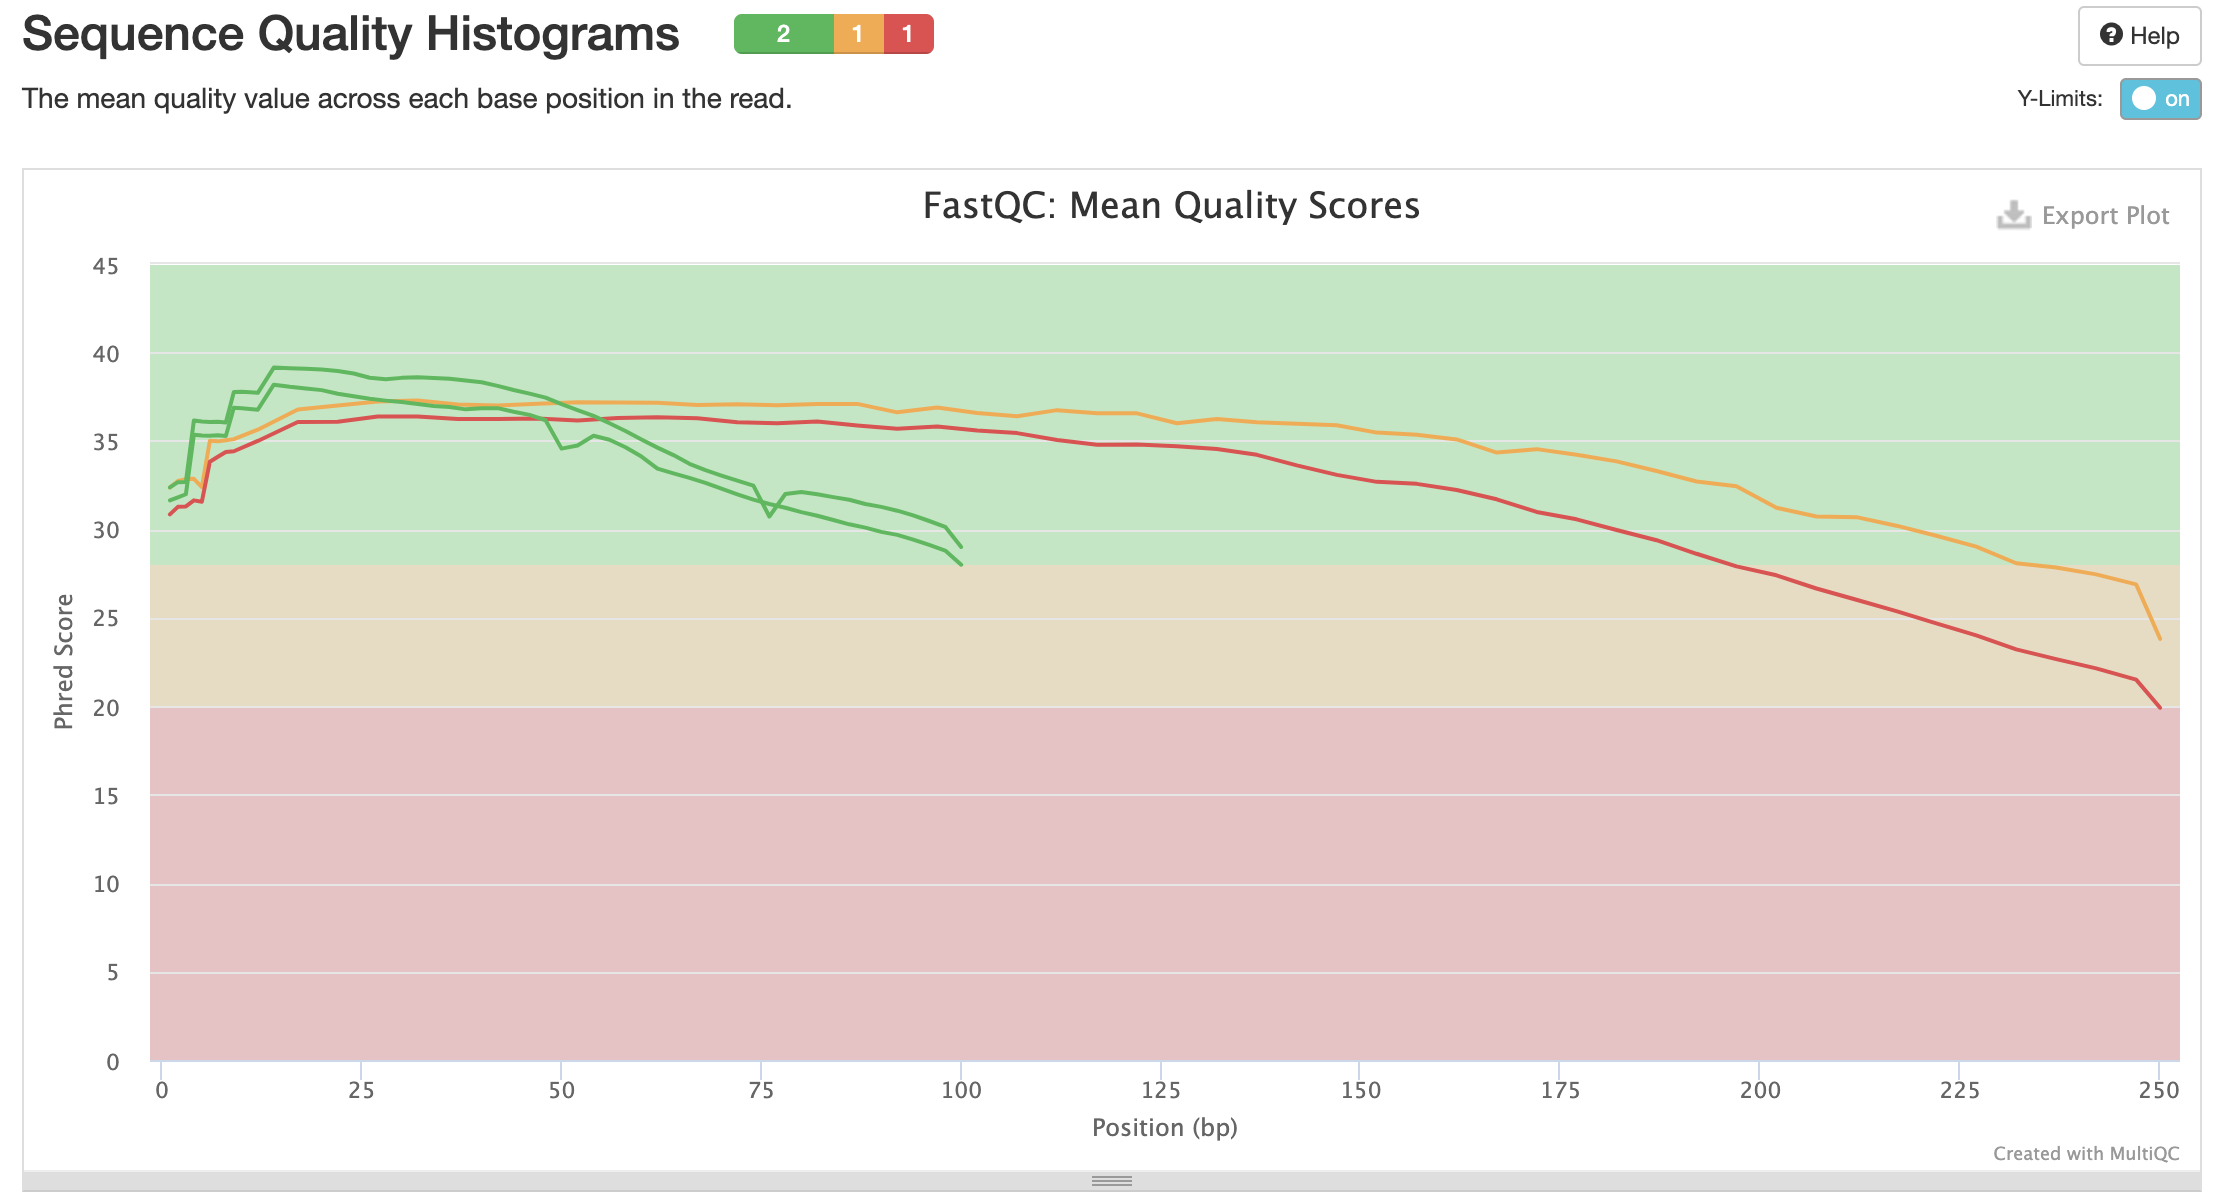 Sequence Quality Histograms 2 1 1
Help
The mean quality value across each base position in the read.
Y-Limits: on
FastQC: Mean Quality Scores
Export Plot
45
40
35
30
25
20
15
10
5
0
Phred Score
0 25 50 75 100 125 150 175 200 225 250
Position (bp)
Created with MultiQC